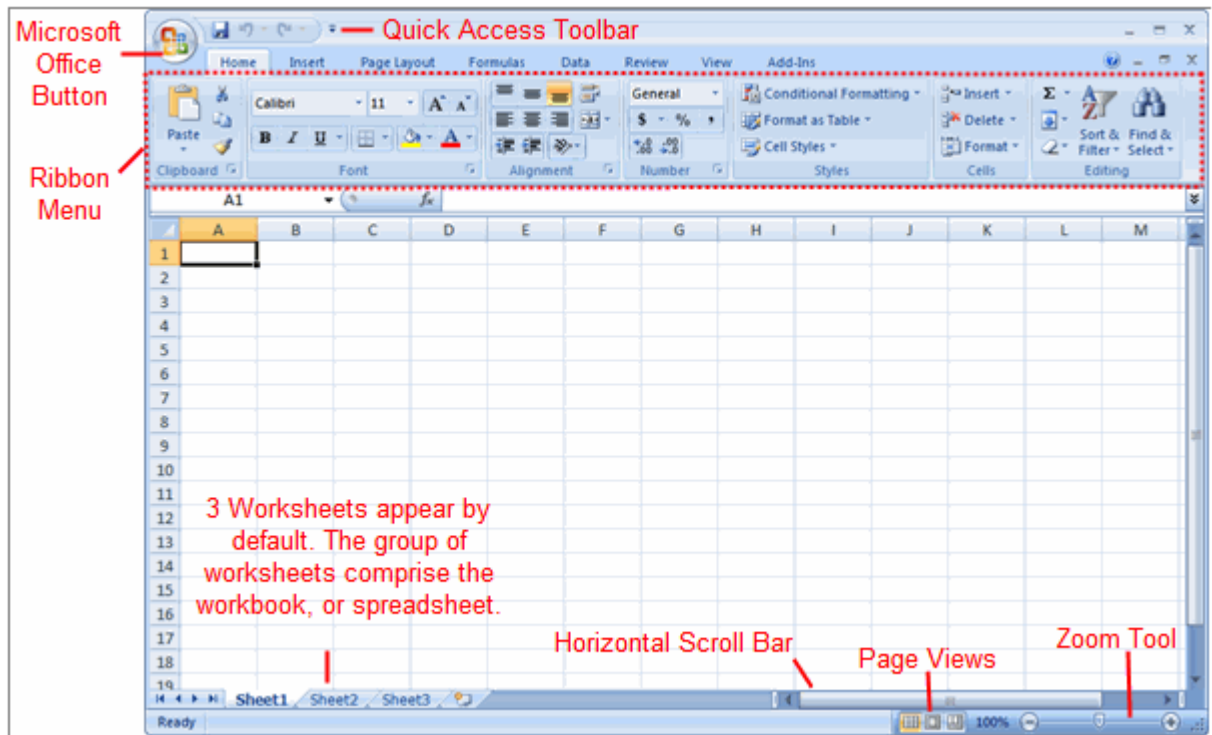 Microsoft
Office
Button
Quick Access Toolbar
Home Insert Page Layout Formulas Data Review View Add-Ins
Ribbon
Menu
Paste
Clipboard
Calibri 11
B I U A
Font
Alignment
General
$ % ,
Number
Conditional Formatting
Format as Table
Cell Styles
Styles
Insert
Delete
Format
Cells
Σ
Sort & Filter
Find & Select
Editing
A1 fx
A B C D E F G H I J K L M
1
2
3
4
5
6
7
8
9
10
11
12
13
14
15
16
17
18
19
3 Worksheets appear by
default. The group of
worksheets comprise the
workbook, or spreadsheet.
Horizontal Scroll Bar
Page Views
Zoom Tool
Sheet1 Sheet2 Sheet3
Ready 100%